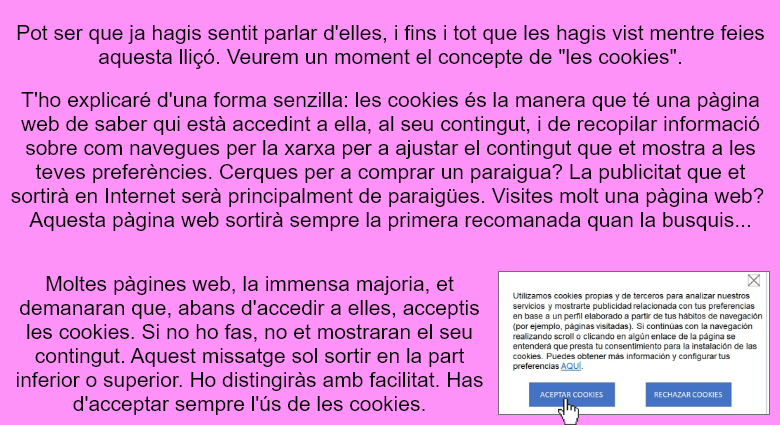 Pot ser que ja hagis sentit parlar d'elles, i fins i tot que les hagis vist mentre feies
aquesta lliçó. Veurem un moment el concepte de "les cookies".
T'ho explicaré d'una forma senzilla: les cookies és la manera que té una pàgina
web de saber qui està accedint a ella, al seu contingut, i de recopilar informació
sobre com navegues per la xarxa per a ajustar el contingut que et mostra a les
teves preferències. Cerques per a comprar un paraigua? La publicitat que et
sortirà en Internet serà principalment de paraigües. Visites molt una pàgina web?
Aquesta pàgina web sortirà sempre la primera recomanada quan la busquis...
Moltes pàgines web, la immensa majoria, et
demanaran que, abans d'accedir a elles, acceptis
les cookies. Si no ho fas, no et mostraran el seu
contingut. Aquest missatge sol sortir en la part
inferior o superior. Ho distingiràs amb facilitat. Has
d'acceptar sempre l'ús de les cookies.
Utilizamos cookies propias y de terceros para analizar nuestros
servicios y mostrarte publicidad relacionada con tus preferencias
en base a un perfil elaborado a partir de tus hábitos de navegación
(por ejemplo, páginas visitadas). Si continúas con la navegación
realizando scroll o clicando en algún enlace de la página se
entenderá que presta tu consentimiento para la instalación de las
cookies. Puedes obtener más información y configurar tus
preferencias AQUÍ.
ACEPTAR COOKIES
RECHAZAR COOKIES